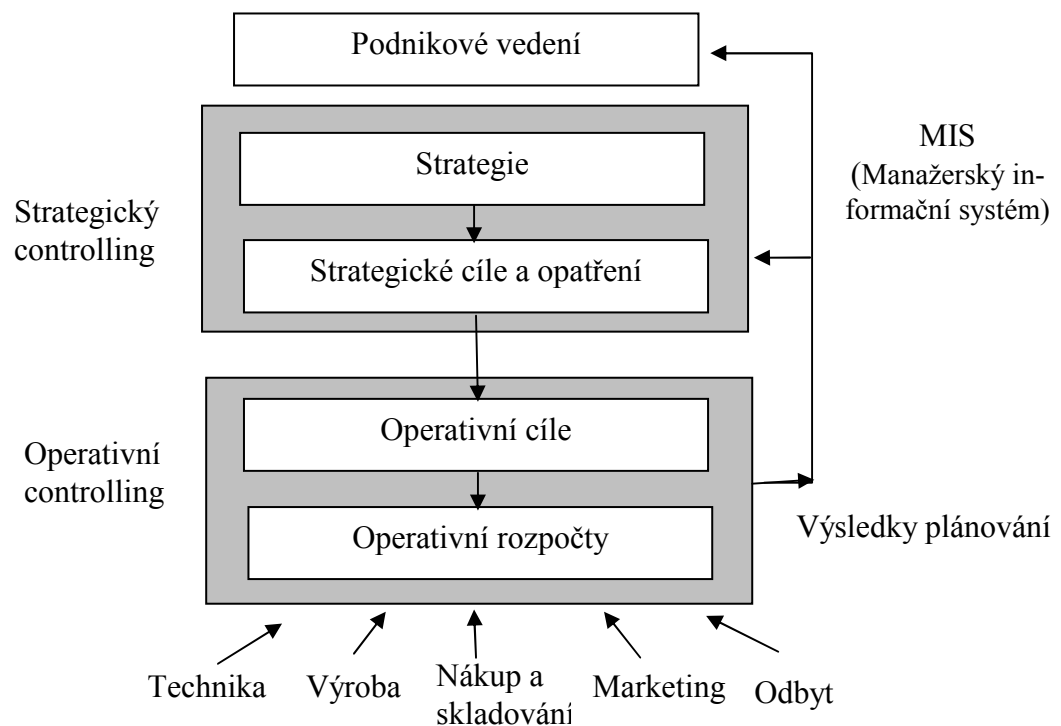 Podnikové vedení
MIS
(Manažerský in-
formační systém)
Strategie
Strategický
controlling
Strategické cíle a opatření
Operativní cíle
Operativní
controlling
Operativní rozpočty
Výsledky plánování
Technika
Výroba
Nákup a
skladování
Marketing
Odbyt